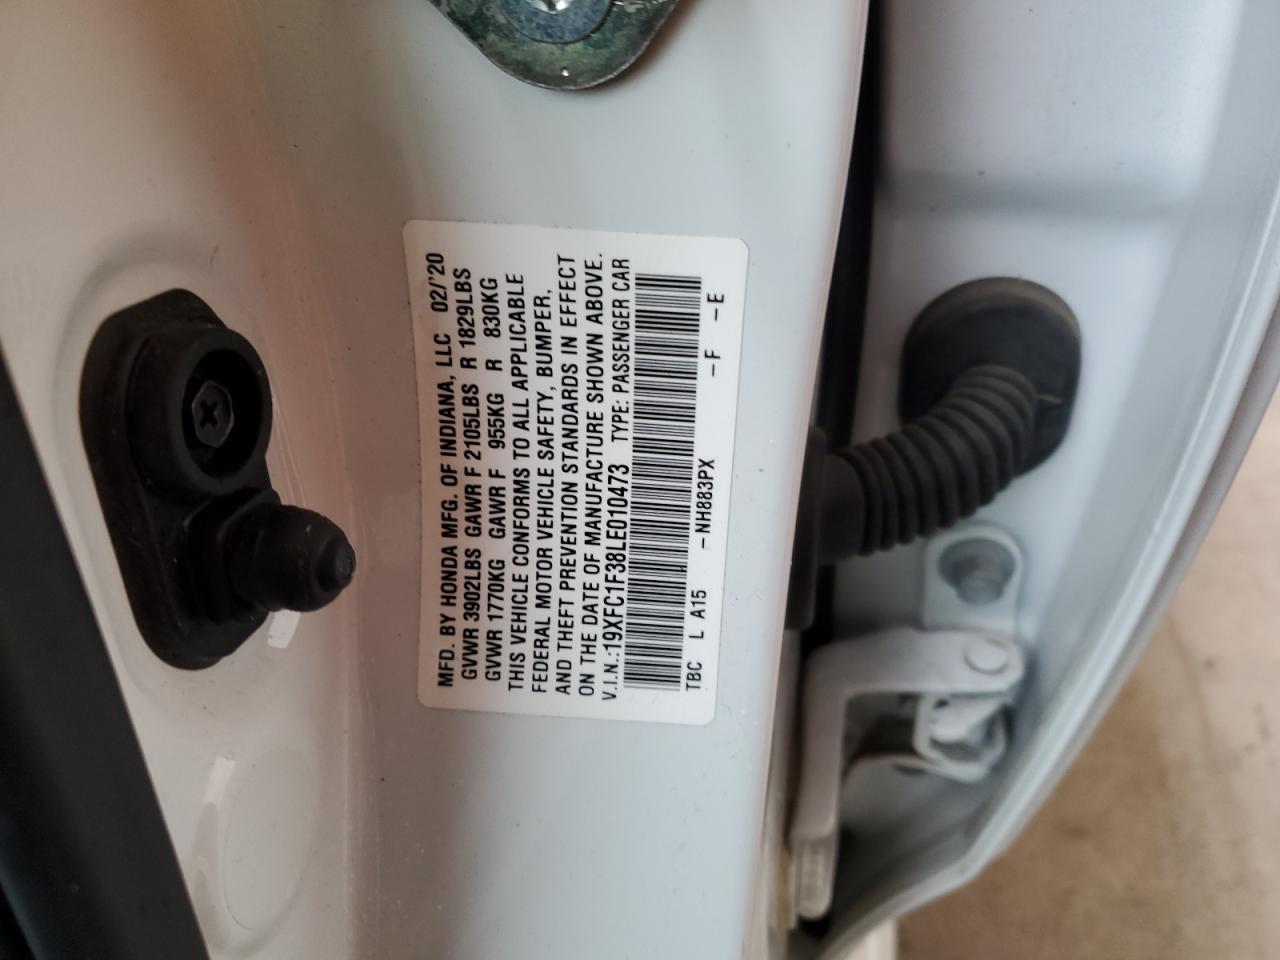 MFD. BY HONDA MFG. OF INDIANA, LLC 02/'20
GVWR 3902LBS GAWR F 2105LBS R 1829LBS
GVWR 1770KG GAWR F 955KG R 830KG
THIS VEHICLE CONFORMS TO ALL APPLICABLE
FEDERAL MOTOR VEHICLE SAFETY, BUMPER,
AND THEFT PREVENTION STANDARDS IN EFFECT
ON THE DATE OF MANUFACTURE SHOWN ABOVE.
V.I.N.:19XFC1F38LE010473 TYPE: PASSENGER CAR
TBC L A15 -NH883PX -F -E